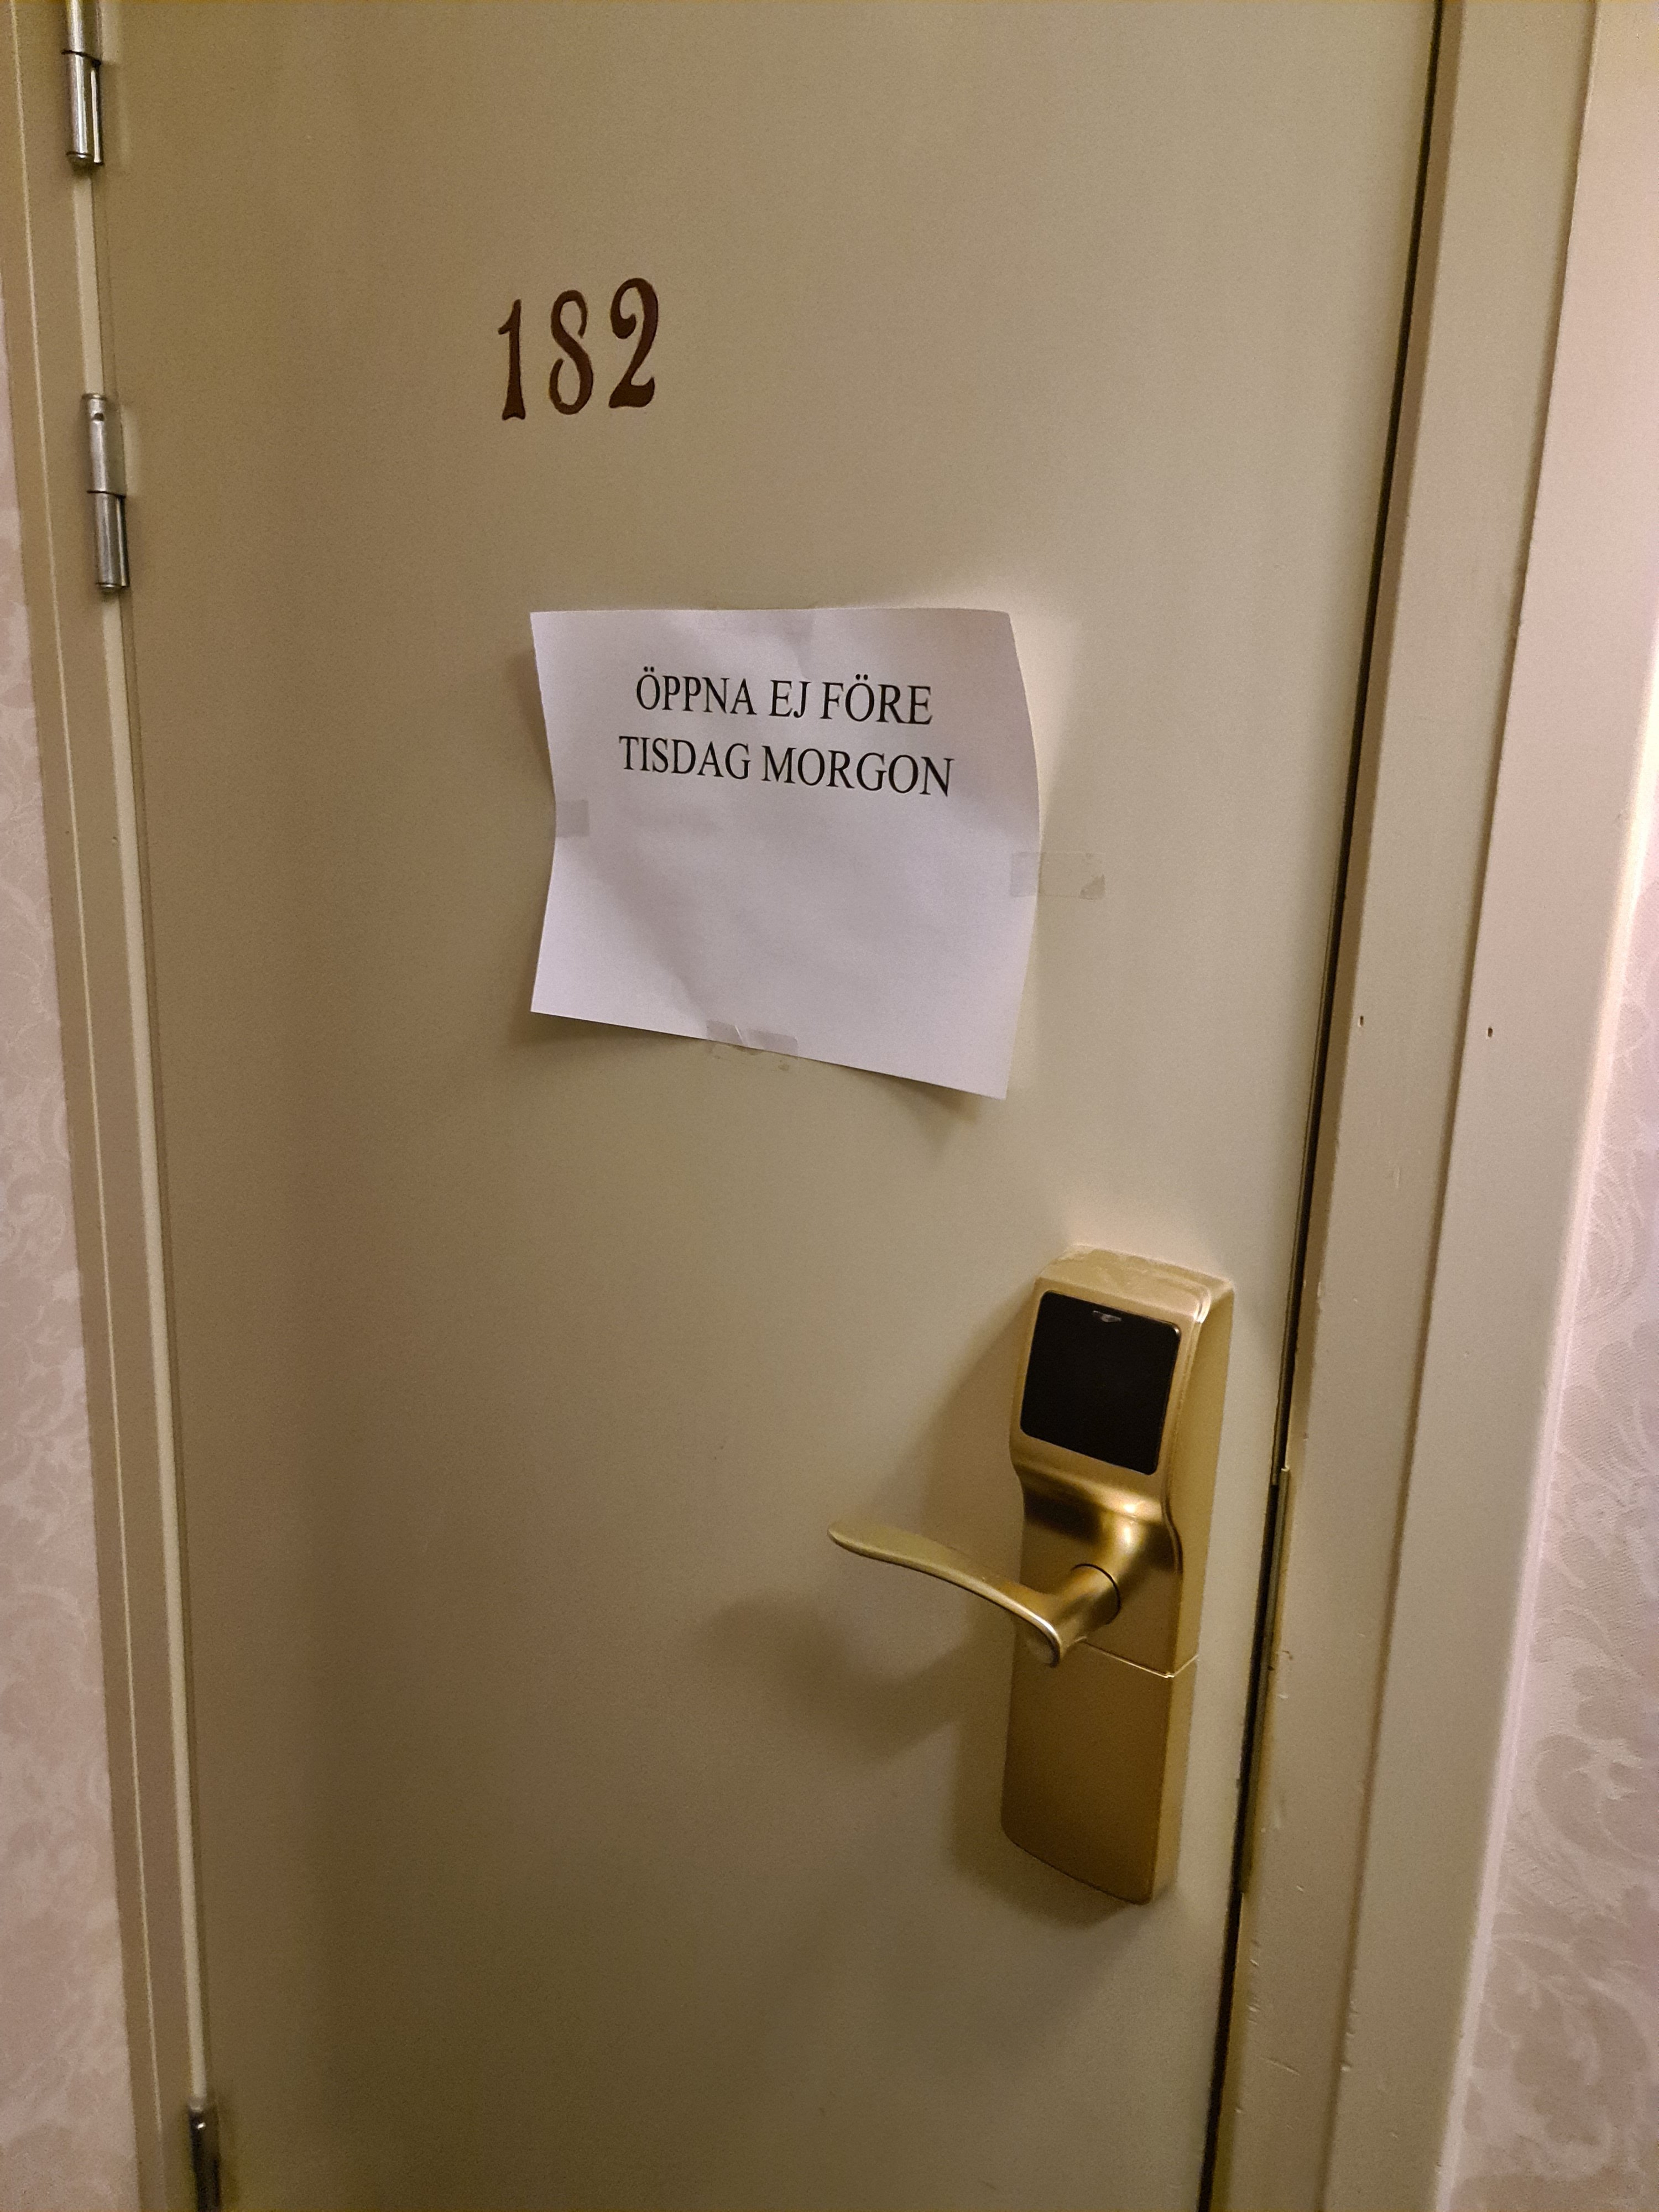 182
ÖPPNA EJ FÖRE
TISDAG MORGON